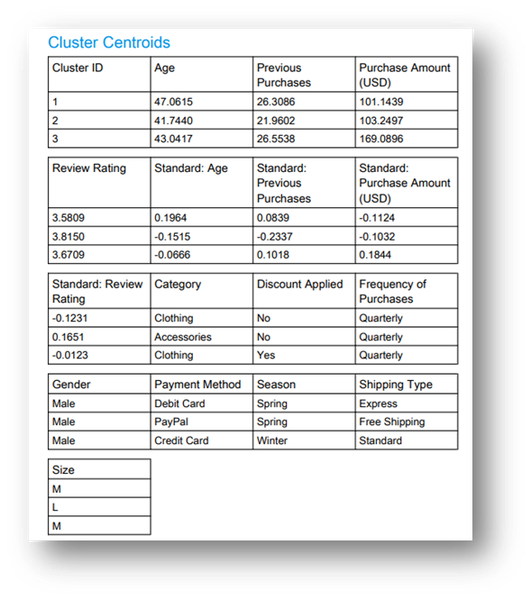 Cluster Centroids
Cluster ID Age Previous Purchases Purchase Amount (USD)
1 47.0615 26.3086 101.1439
2 41.7440 21.9602 103.2497
3 43.0417 26.5538 169.0896
Review Rating Standard: Age Standard: Previous Purchases Standard: Purchase Amount (USD)
3.5809 0.1964 0.0839 -0.1124
3.8150 -0.1515 -0.2337 -0.1032
3.6709 -0.0666 0.1018 0.1844
Standard: Review Rating Category Discount Applied Frequency of Purchases
-0.1231 Clothing No Quarterly
0.1651 Accessories No Quarterly
-0.0123 Clothing Yes Quarterly
Gender Payment Method Season Shipping Type
Male Debit Card Spring Express
Male PayPal Spring Free Shipping
Male Credit Card Winter Standard
Size
M
L
M